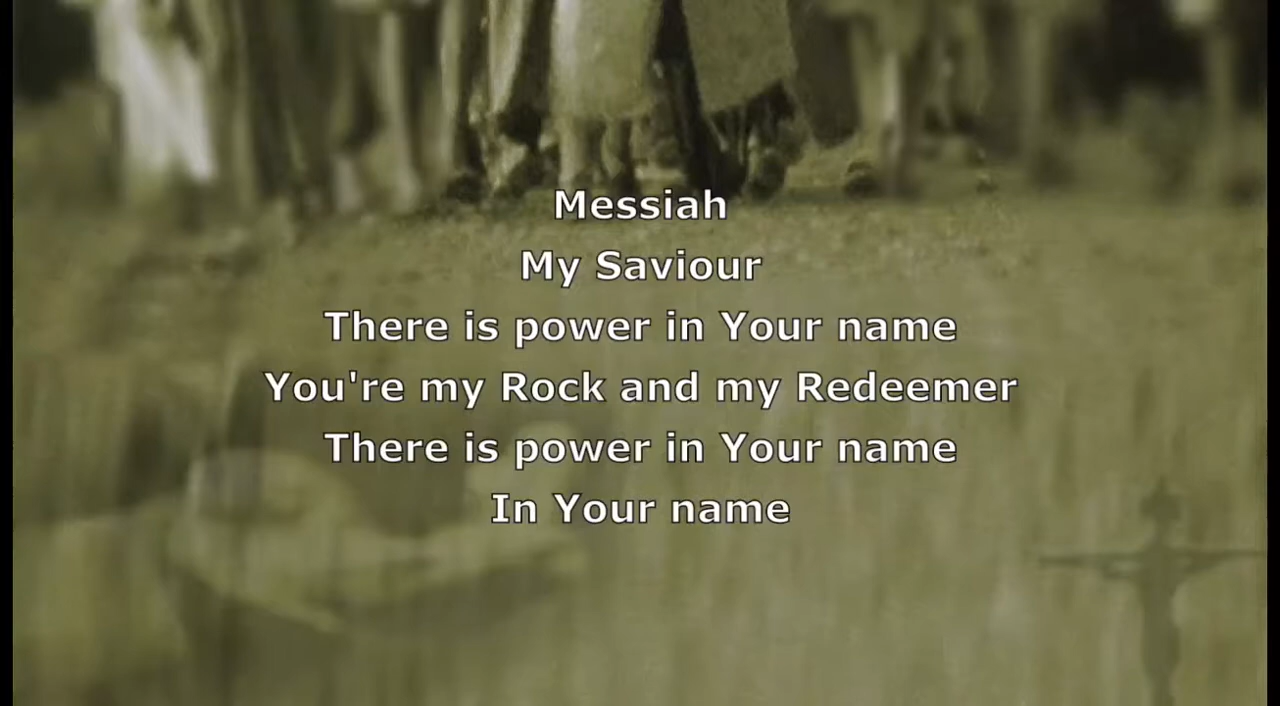 Messiah
My Saviour
There is power in Your name
You're my Rock and my Redeemer
There is power in Your name
In Your name